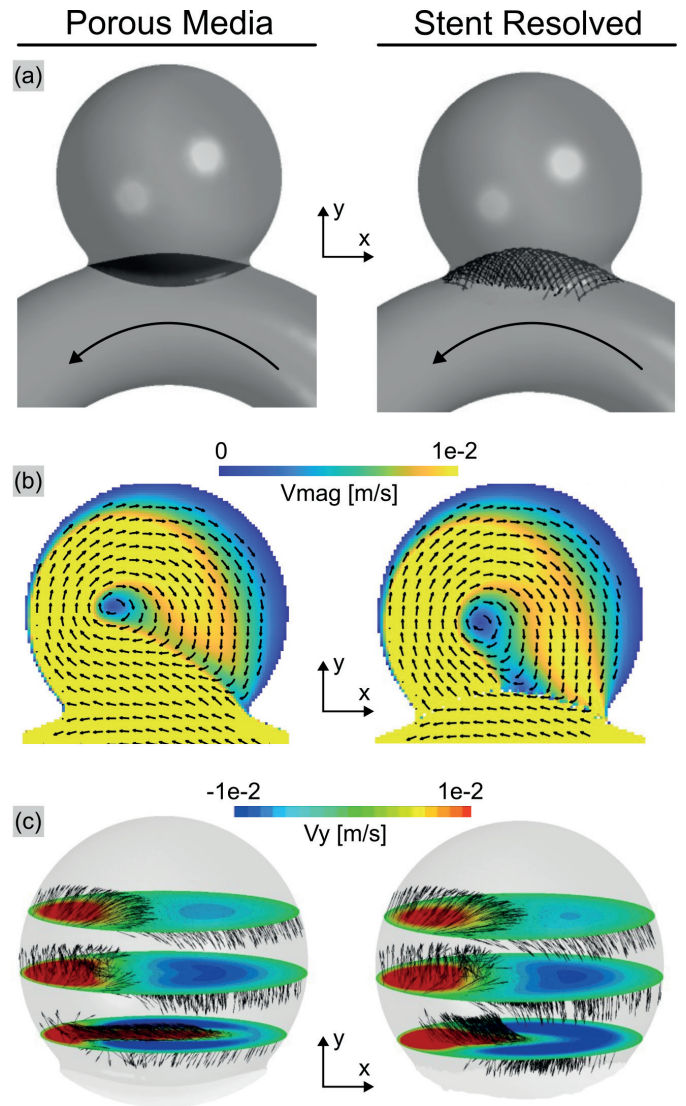 Porous Media
Stent Resolved
(a)
y
x
0
1e-2
Vmag [m/s]
(b)
y
x
-1e-2
1e-2
Vy [m/s]
(c)
y
x